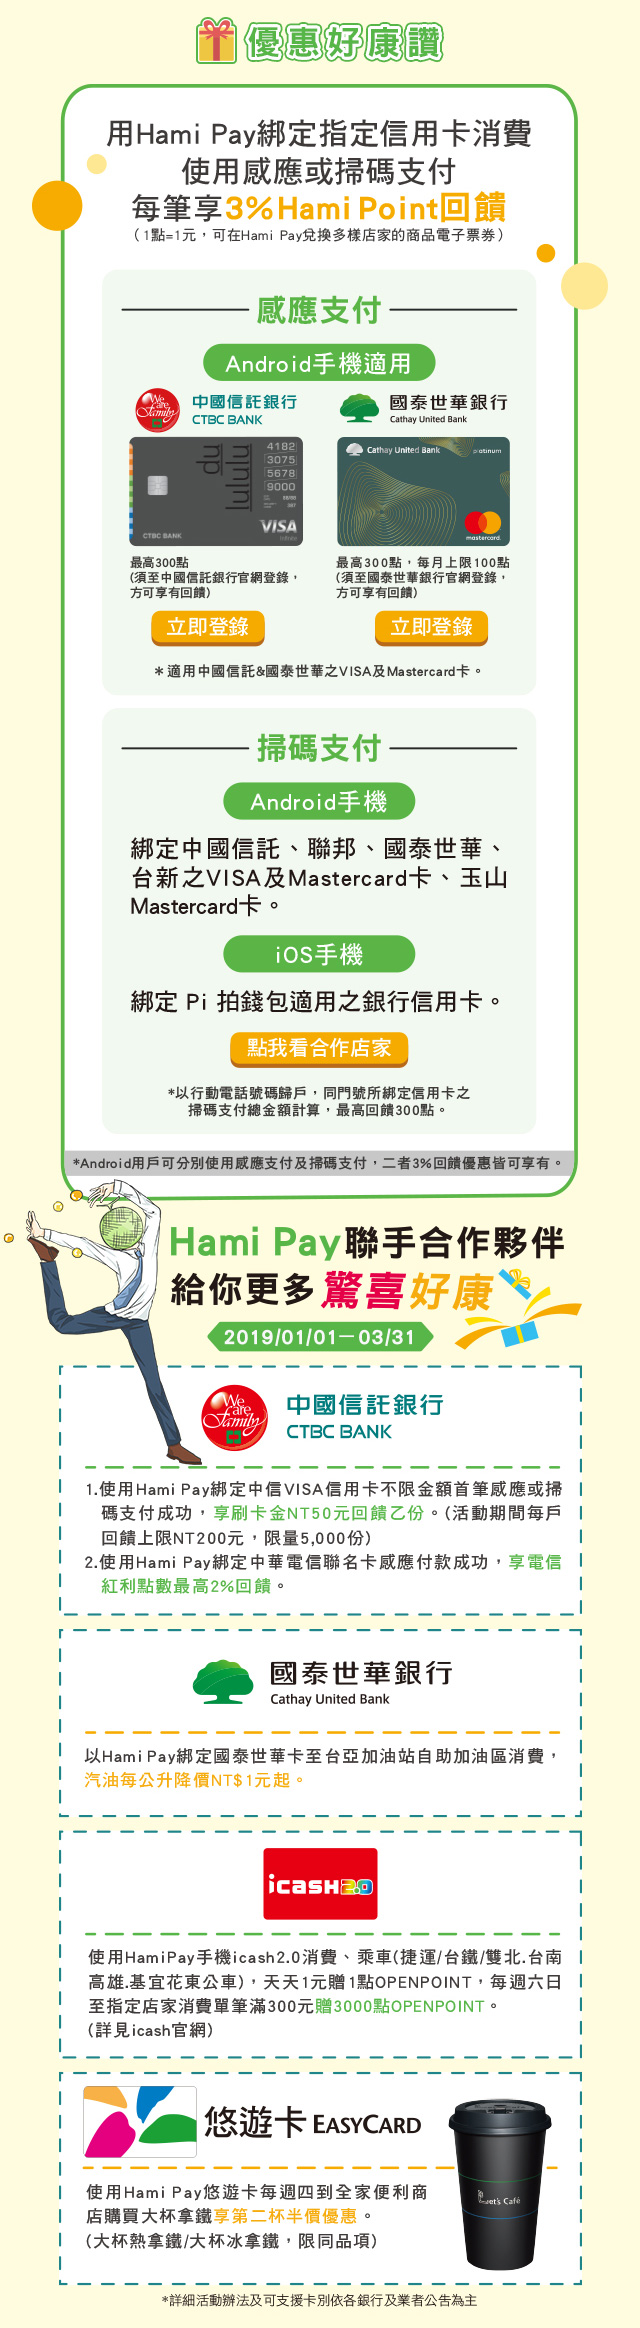 優惠好康讚
用Hami Pay綁定指定信用卡消費
使用感應或掃碼支付
每筆享3%Hami Point回饋
(1點=1元，可在Hami Pay兌換多樣店家的商品電子票券)
感應支付
Android手機適用
We are Family
中國信託銀行
CTBC BANK
國泰世華銀行
Cathay United Bank
4182
3075
5678
9000
CTBC BANK
VISA
Infinite
Cathay United Bank
platinum
mastercard.
最高300點
(須至中國信託銀行官網登錄，
方可享有回饋)
立即登錄
最高300點，每月上限100點
(須至國泰世華銀行官網登錄，
方可享有回饋)
立即登錄
＊適用中國信託&國泰世華之VISA及Mastercard卡。
掃碼支付
Android手機
綁定中國信託、聯邦、國泰世華、
台新之VISA及Mastercard卡、玉山
Mastercard卡。
iOS手機
綁定 Pi 拍錢包適用之銀行信用卡。
點我看合作店家
*以行動電話號碼歸戶，同門號所綁定信用卡之
掃碼支付總金額計算，最高回饋300點。
*Android用戶可分別使用感應支付及掃碼支付，二者3%回饋優惠皆可享有。
Hami Pay聯手合作夥伴
給你更多驚喜好康
2019/01/01－03/31
We are Family
中國信託銀行
CTBC BANK
1.使用Hami Pay綁定中信VISA信用卡不限金額首筆感應或掃
碼支付成功，享刷卡金NT50元回饋乙份。(活動期間每戶
回饋上限NT200元，限量5,000份)
2.使用Hami Pay綁定中華電信聯名卡感應付款成功，享電信
紅利點數最高2%回饋。
國泰世華銀行
Cathay United Bank
以Hami Pay綁定國泰世華卡至台亞加油站自助加油區消費，
汽油每公升降價NT$1元起。
icash2.0
使用HamiPay手機icash2.0消費、乘車(捷運/台鐵/雙北.台南
高雄.基宜花東公車)，天天1元贈1點OPENPOINT，每週六日
至指定店家消費單筆滿300元贈3000點OPENPOINT。
(詳見icash官網)
悠遊卡 EASYCARD
使用Hami Pay悠遊卡每週四到全家便利商
店購買大杯拿鐵享第二杯半價優惠。
(大杯熱拿鐵/大杯冰拿鐵，限同品項)
Let's Café
*詳細活動辦法及可支援卡別依各銀行及業者公告為主